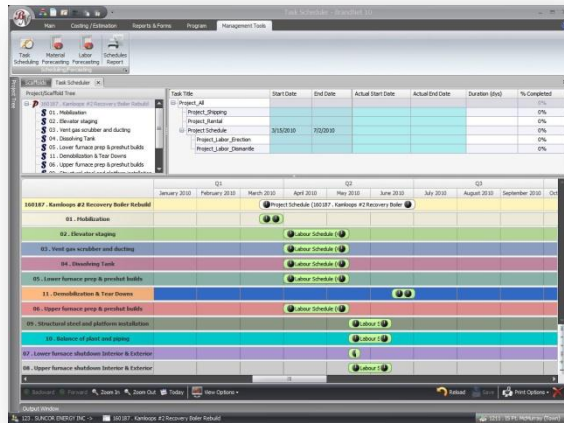 Task Schedule - BrandNet 10
Main Costing / Estimation Reports & Forms Program Management Tools
Task Scheduling Material Forecasting Labor Forecasting Schedules Report
Scheduling/Forecasting
Scaffolds Task Scheduler
Project/Scaffold Tree
160187 . Kamloops #2 Recovery Boiler Rebuild
01 . Mobilization
02 . Elevator staging
03 . Vent gas scrubber and ducting
04 . Dissolving Tank
05 . Lower furnace prep & preshut builds
11 . Demobilization & Tear Downs
06 . Upper furnace prep & preshut builds
Task Title Start Date End Date Actual Start Date Actual End Date Duration (dys) % Completed
Project_All 0%
Project_Shipping 0%
Project_Rental 0%
Project Schedule 3/15/2010 7/2/2010 0%
Project_Labor_Erection 0%
Project_Labor_Dismantle 0%
Q1 Q2 Q3
January 2010 February 2010 March 2010 April 2010 May 2010 June 2010 July 2010 August 2010 September 2010 Oct
160187 . Kamloops #2 Recovery Boiler Rebuild Project Schedule (160187 . Kamloops #2 Recovery Boiler
01 . Mobilization
02 . Elevator staging Labour Schedule (
03 . Vent gas scrubber and ducting Labour Schedule (
04 . Dissolving Tank Labour Schedule (
05 . Lower furnace prep & preshut builds Labour Schedule (
11 . Demobilization & Tear Downs
06 . Upper furnace prep & preshut builds Labour Schedule (
09 . Structural steel and platform installation Labour S
10 . Balance of plant and piping Labour S
07 . Lower furnace shutdown Interior & Exterior
08 . Upper furnace shutdown Interior & Exterior Labour S
Backward Forward Zoom In Zoom Out Today View Options Reload Save Print Options
Output Window
123 . SUNCOR ENERGY INC -> 160187 . Kamloops #2 Recovery Boiler Rebuild